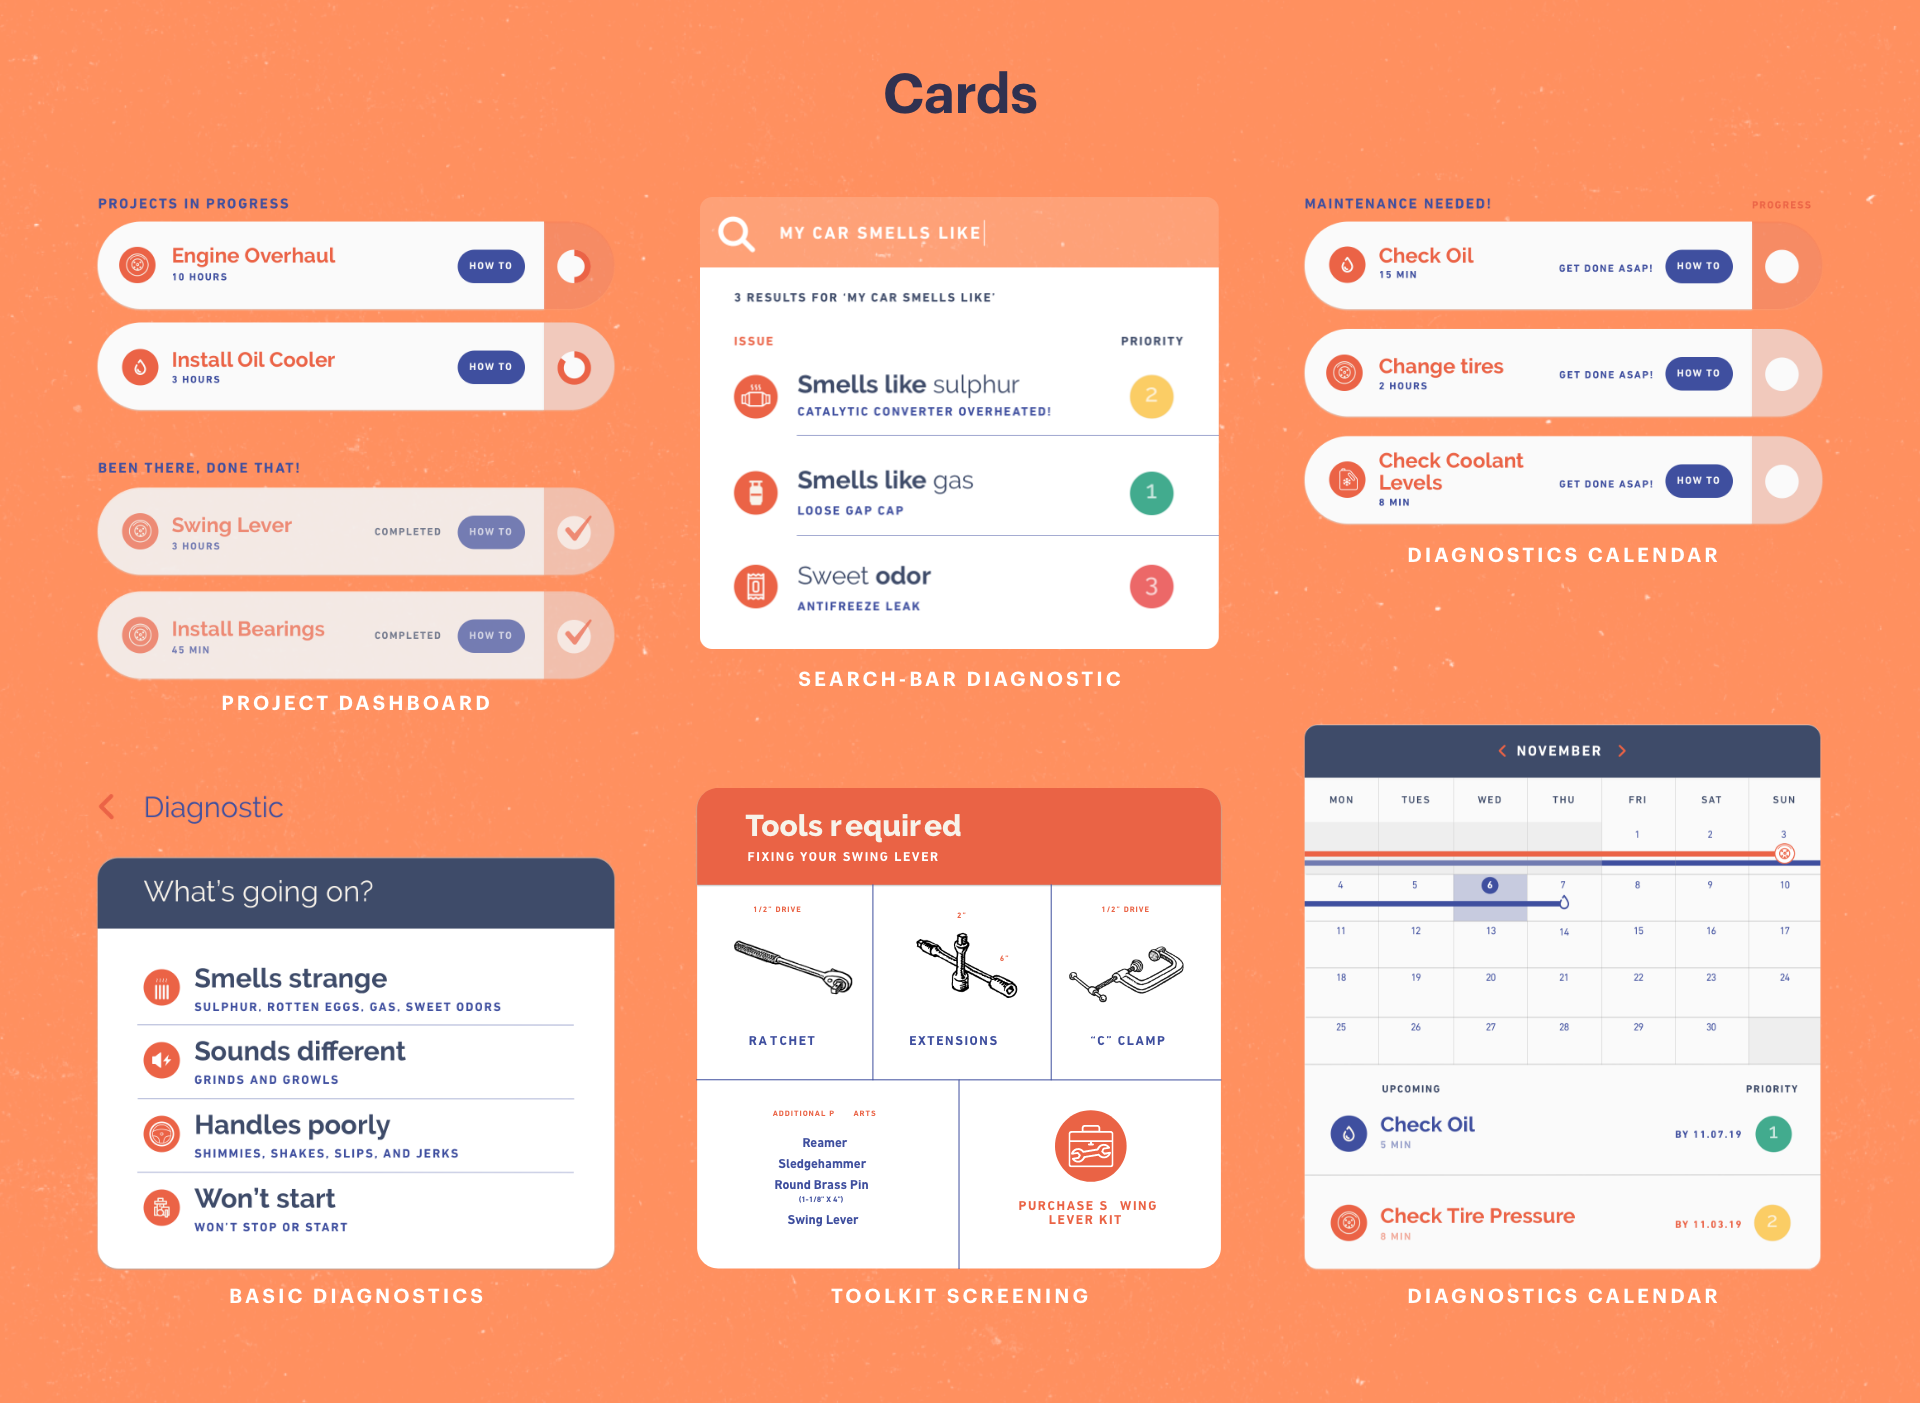 Cards
PROJECTS IN PROGRESS
Engine Overhaul
10 HOURS
HOW TO
Install Oil Cooler
3 HOURS
HOW TO
BEEN THERE, DONE THAT!
Swing Lever
3 HOURS
COMPLETED
HOW TO
Install Bearings
45 MIN
COMPLETED
HOW TO
PROJECT DASHBOARD
MY CAR SMELLS LIKE
3 RESULTS FOR ‘MY CAR SMELLS LIKE’
ISSUE PRIORITY
Smells like sulphur
CATALYTIC CONVERTER OVERHEATED!
2
Smells like gas
LOOSE GAP CAP
1
Sweet odor
ANTIFREEZE LEAK
3
SEARCH-BAR DIAGNOSTIC
MAINTENANCE NEEDED! PROGRESS
Check Oil
15 MIN
GET DONE ASAP!
HOW TO
Change tires
2 HOURS
GET DONE ASAP!
HOW TO
Check Coolant
Levels
8 MIN
GET DONE ASAP!
HOW TO
DIAGNOSTICS CALENDAR
Diagnostic
What’s going on?
Smells strange
SULPHUR, ROTTEN EGGS, GAS, SWEET ODORS
Sounds different
GRINDS AND GROWLS
Handles poorly
SHIMMIES, SHAKES, SLIPS, AND JERKS
Won’t start
WON’T STOP OR START
BASIC DIAGNOSTICS
Tools required
FIXING YOUR SWING LEVER
1/2" DRIVE
RATCHET
2"
6"
EXTENSIONS
1/2" DRIVE
“C” CLAMP
ADDITIONAL P ARTS
Reamer
Sledgehammer
Round Brass Pin
(1-1/8" X 4")
Swing Lever
PURCHASE S WING
LEVER KIT
TOOLKIT SCREENING
NOVEMBER
MON TUES WED THU FRI SAT SUN
1 2 3
4 5 6 7 8 9 10
11 12 13 14 15 16 17
18 19 20 21 22 23 24
25 26 27 28 29 30
UPCOMING PRIORITY
Check Oil
5 MIN
BY 11.07.19
1
Check Tire Pressure
8 MIN
BY 11.03.19
2
DIAGNOSTICS CALENDAR